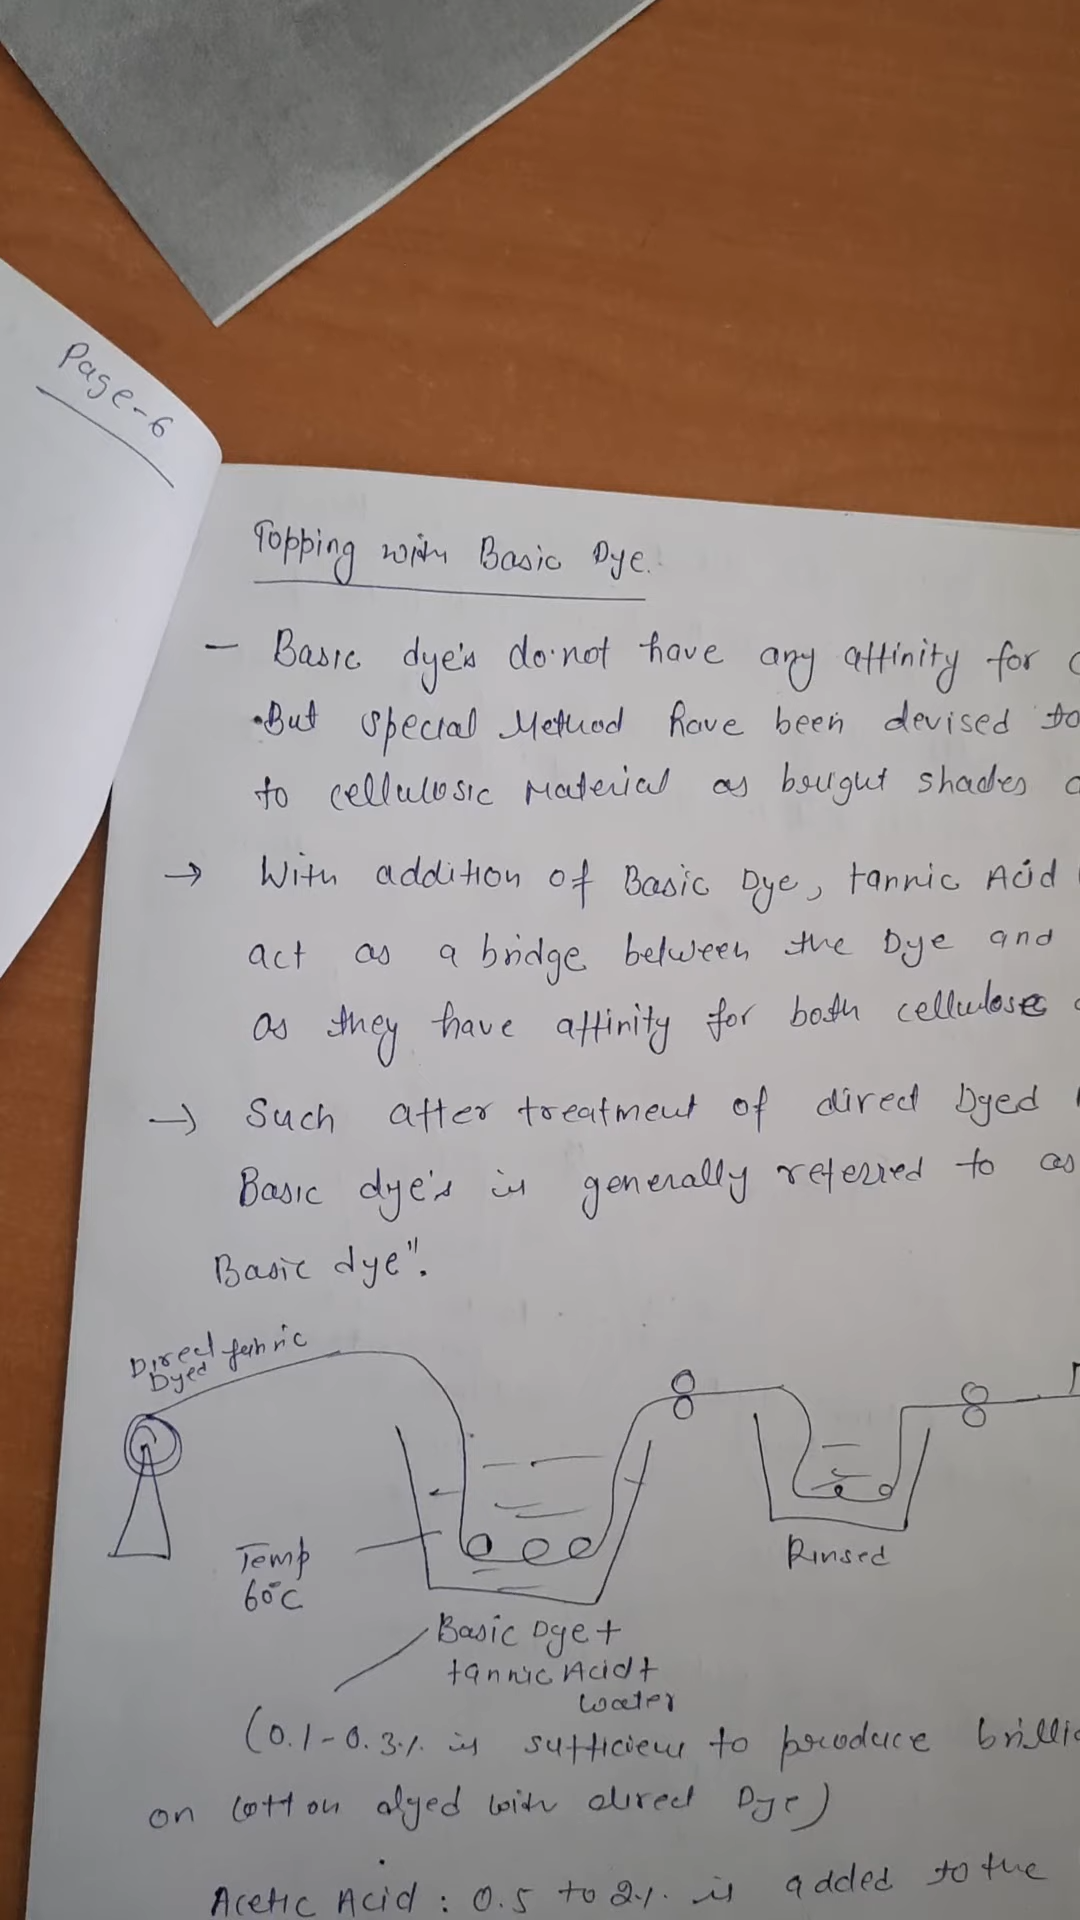 Page-6
Topping with Basic Dye.
- Basic dye's do not have any affinity for
But special Method have been devised to
to cellulosic Material as bright shades
→ With addition of Basic Dye, tannic Acid
act as a bridge between the Dye and
as they have affinity for both celluloses
→ Such after treatment of direct Dyed
Basic dye's is generally referred to as
Basic dye".
Direct fabric
Dyed
Temp
60°C
Rinsed
Basic Dye +
tannic Acid +
water
(0.1-0.3% is sufficient to produce
on cotton dyed with direct Dye)
Acetic Acid : 0.5 to 2% is added to the